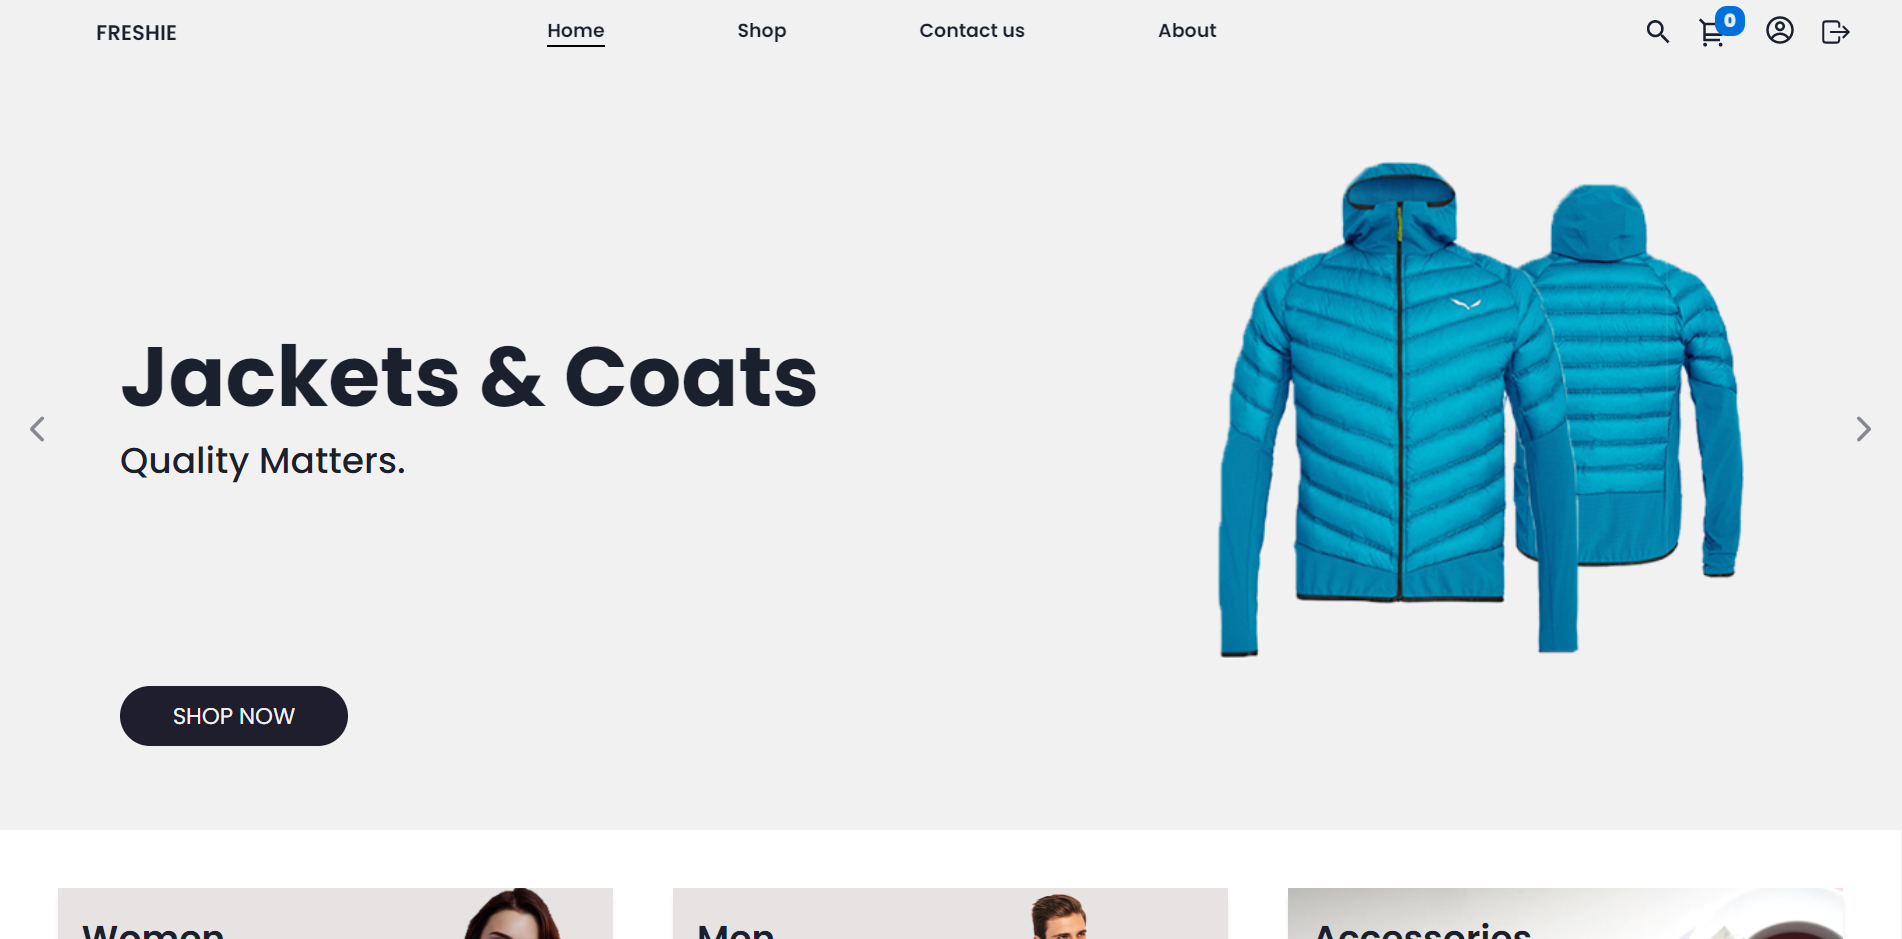 FRESHIE
Home
Shop
Contact us
About
0
Jackets & Coats
Quality Matters.
SHOP NOW
Women
Men
Accessories